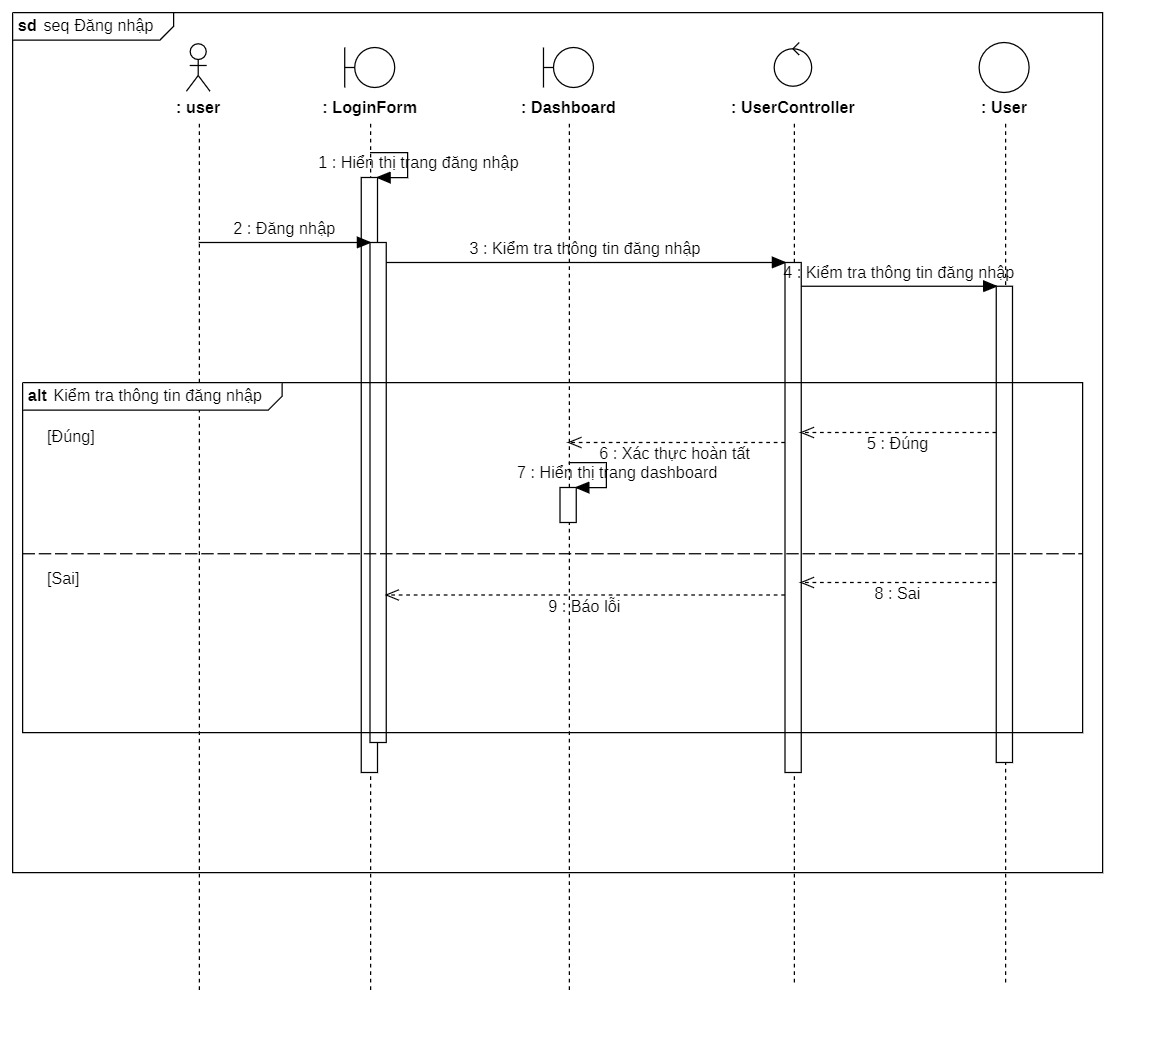 sd seq Đăng nhập
: user
: LoginForm
: Dashboard
: UserController
: User
1 : Hiển thị trang đăng nhập
2 : Đăng nhập
3 : Kiểm tra thông tin đăng nhập
4 : Kiểm tra thông tin đăng nhập
alt Kiểm tra thông tin đăng nhập
[Đúng]
5 : Đúng
6 : Xác thực hoàn tất
7 : Hiển thị trang dashboard
[Sai]
8 : Sai
9 : Báo lỗi